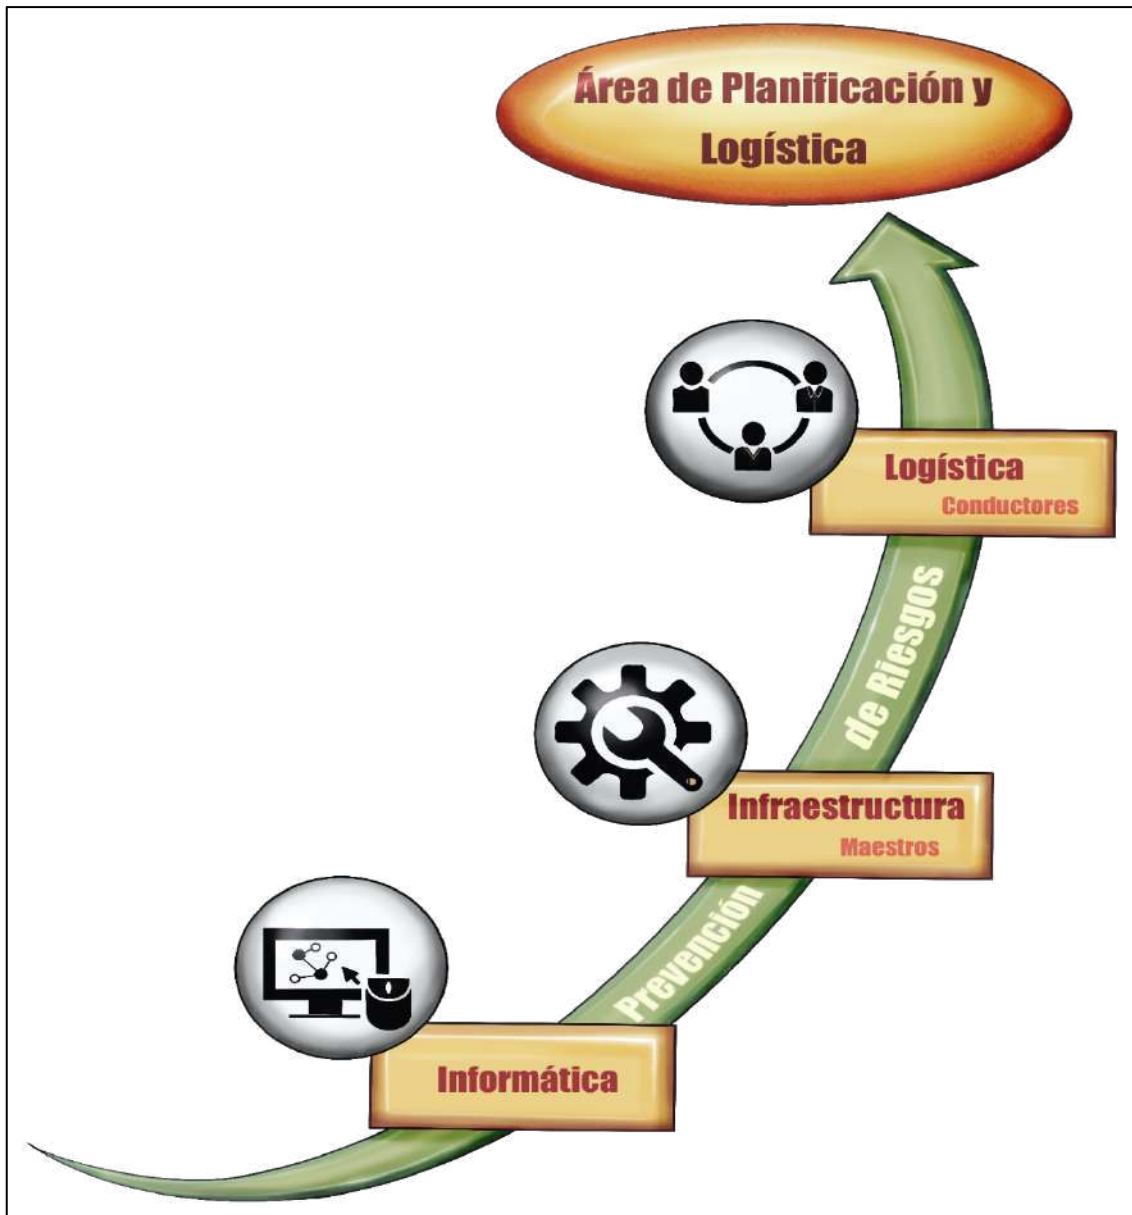 Área de Planificación y
Logística
Logística
Conductores
de Riesgos
Infraestructura
Maestros
Prevención
Informática